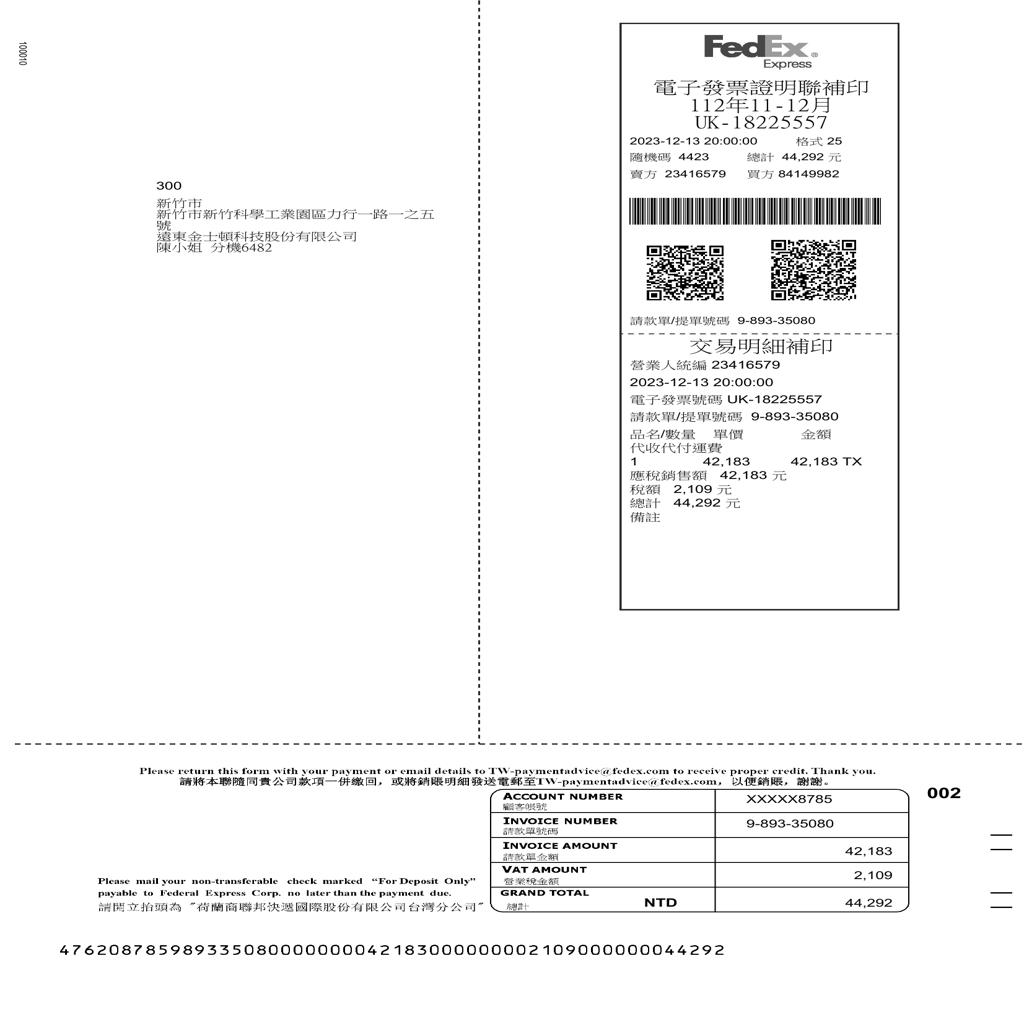 100010
FedEx®
Express
電子發票證明聯補印
112年11-12月
UK-18225557
2023-12-13 20:00:00 格式 25
隨機碼 4423 總計 44,292 元
賣方 23416579 買方 84149982
請款單/提單號碼 9-893-35080
300
新竹市
新竹市新竹科學工業園區力行一路一之五
號
遠東金士頓科技股份有限公司
陳小姐 分機6482
交易明細補印
營業人統編 23416579
2023-12-13 20:00:00
電子發票號碼 UK-18225557
請款單/提單號碼 9-893-35080
品名/數量 單價 金額
代收代付運費
1 42,183 42,183 TX
應稅銷售額 42,183 元
稅額 2,109 元
總計 44,292 元
備註
Please return this form with your payment or email details to TW-paymentadvice@fedex.com to receive proper credit. Thank you.
請將本聯隨同貴公司款項一併繳回，或將銷賬明細發送電郵至TW-paymentadvice@fedex.com，以便銷賬，謝謝。
002
ACCOUNT NUMBER XXXXX8785
顧客帳號
INVOICE NUMBER 9-893-35080
請款單號碼
INVOICE AMOUNT 42,183
請款單金額
VAT AMOUNT 2,109
營業稅金額
GRAND TOTAL
總計 NTD 44,292
Please mail your non-transferable check marked “For Deposit Only”
payable to Federal Express Corp. no later than the payment due.
請開立抬頭為 "荷蘭商聯邦快遞國際股份有限公司台灣分公司"
4762087859893350800000000042183000000002109000000044292